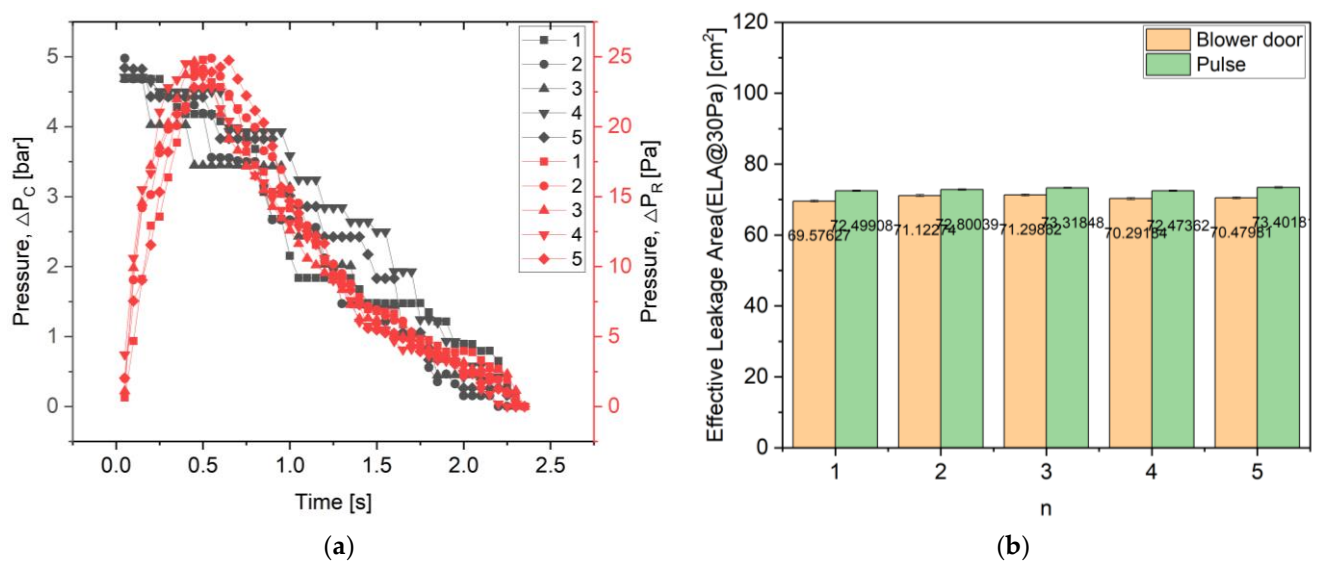 5
4
3
2
1
0
Pressure, △P_C [bar]
25
20
15
10
5
0
Pressure, △P_R [Pa]
1
2
3
4
5
1
2
3
4
5
0.0 0.5 1.0 1.5 2.0 2.5
Time [s]
(a)
120
100
80
60
40
20
0
Effective Leakage Area(ELA@30Pa) [cm²]
Blower door
Pulse
69.57627 72.49908 71.12274 72.80039 71.29882 73.31848 70.29184 72.47362 70.47951 73.40181
1 2 3 4 5
n
(b)